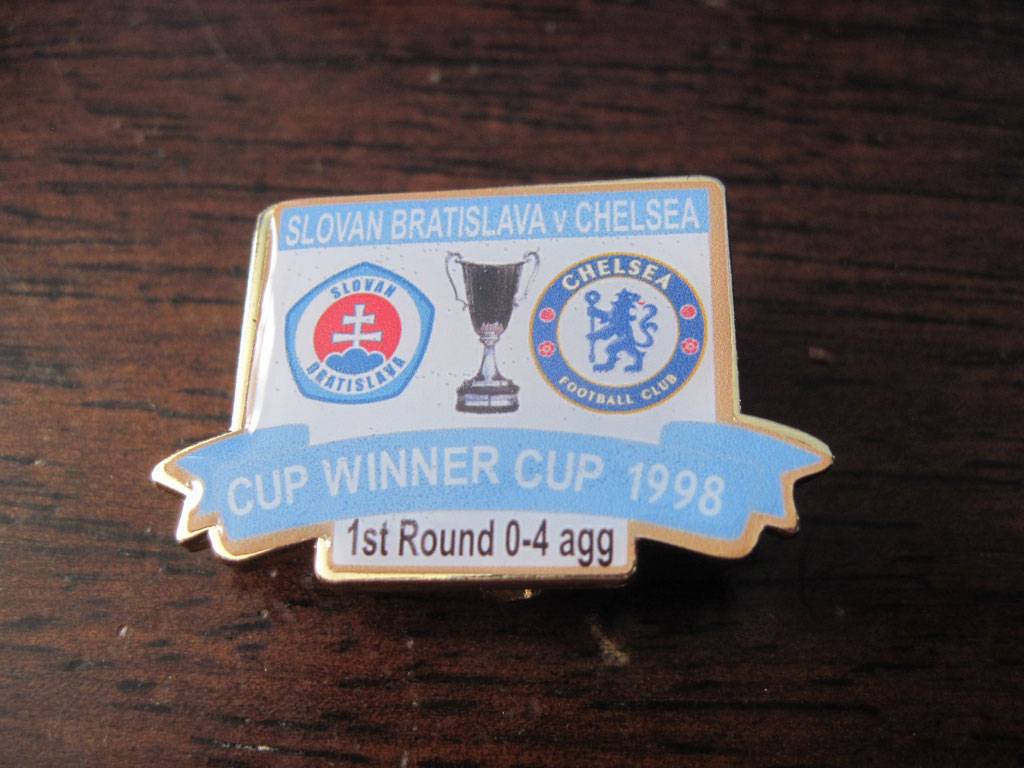 SLOVAN BRATISLAVA v CHELSEA
SLOVAN
BRATISLAVA
CHELSEA
FOOTBALL CLUB
CUP WINNER CUP 1998
1st Round 0-4 agg